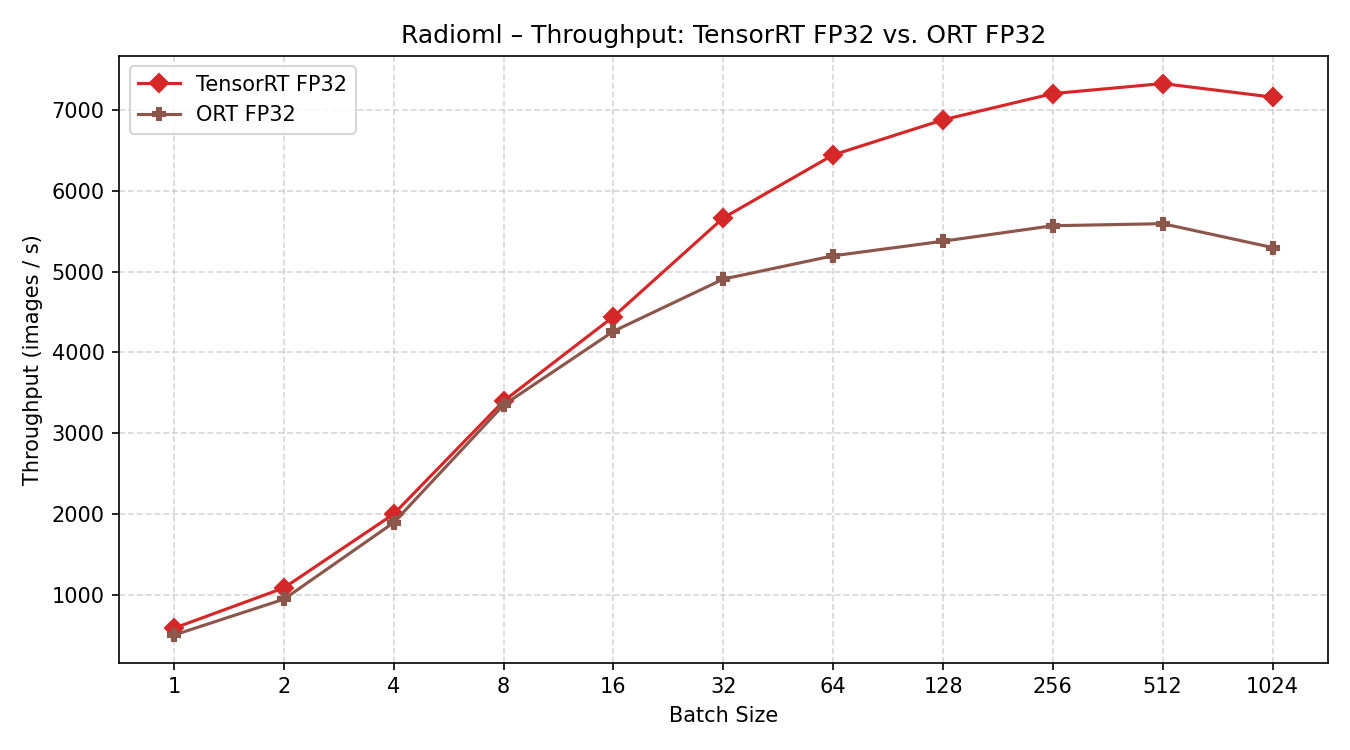 Radioml – Throughput: TensorRT FP32 vs. ORT FP32
TensorRT FP32
ORT FP32
Throughput (images / s)
7000
6000
5000
4000
3000
2000
1000
1 2 4 8 16 32 64 128 256 512 1024
Batch Size